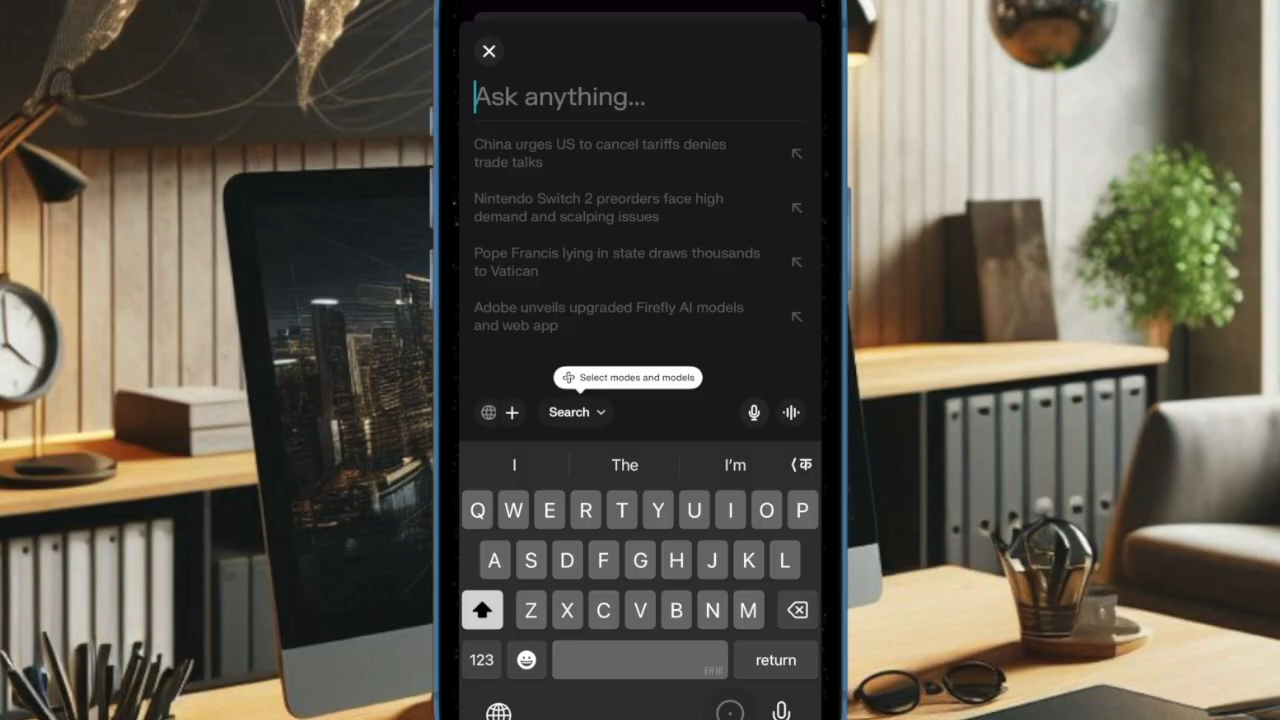 Ask anything...
China urges US to cancel tariffs denies
trade talks
Nintendo Switch 2 preorders face high
demand and scalping issues
Pope Francis lying in state draws thousands
to Vatican
Adobe unveils upgraded Firefly AI models
and web app
Select modes and models
Search
I The I'm क
Q W E R T Y U I O P
A S D F G H J K L
Z X C V B N M
123 EN HI return